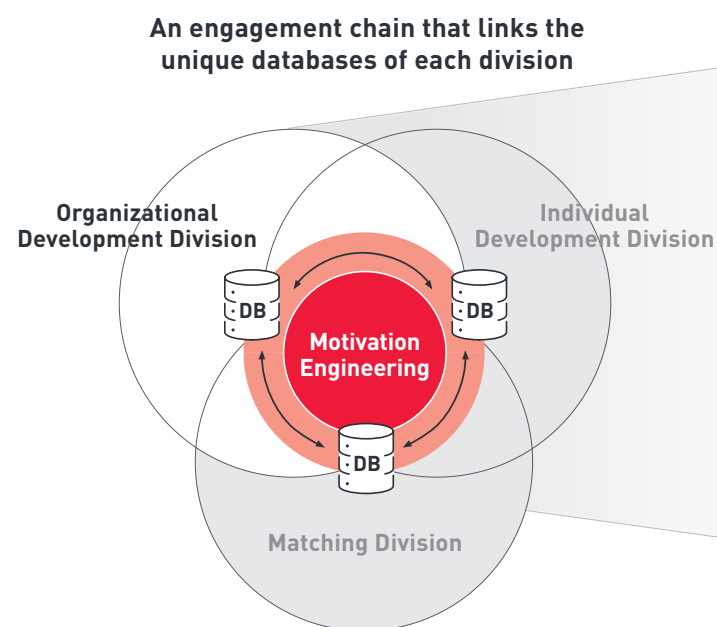 An engagement chain that links the
unique databases of each division
Organizational
Development Division
Individual
Development Division
DB
DB
Motivation
Engineering
DB
Matching Division